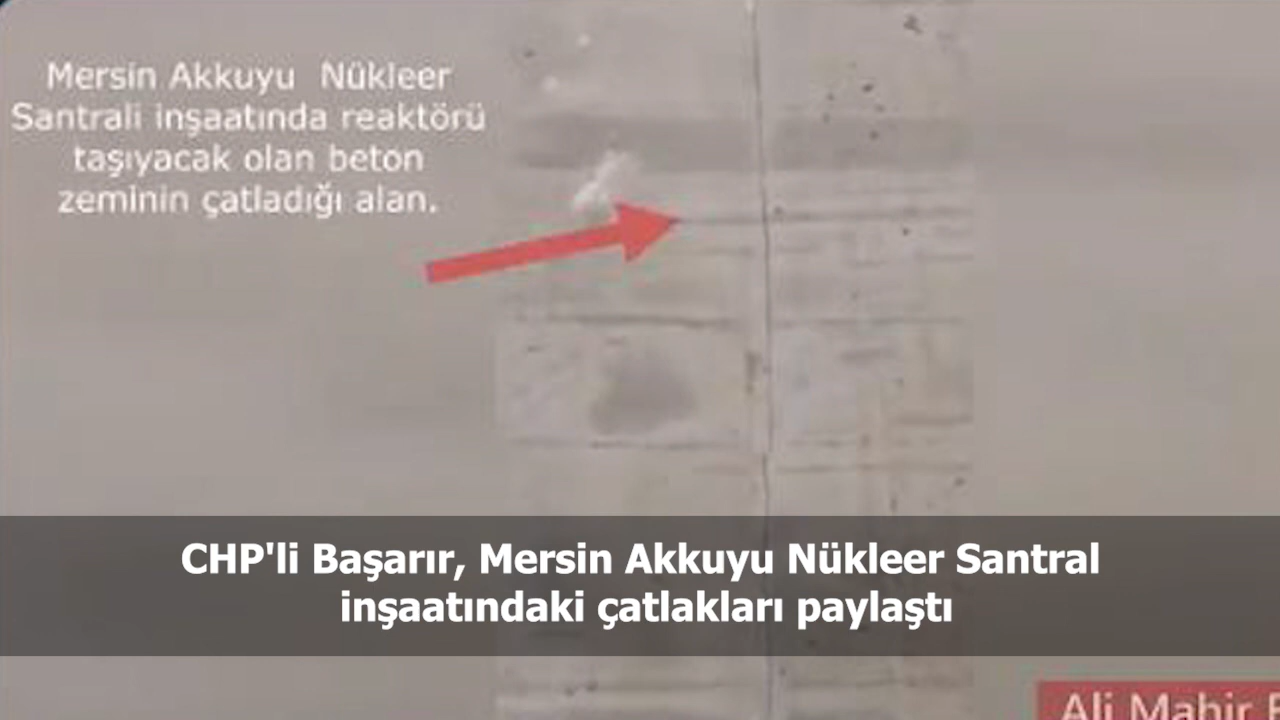 Mersin Akkuyu Nükleer
Santrali inşaatında reaktörü
taşıyacak olan beton
zeminin çatladığı alan.
CHP'li Başarır, Mersin Akkuyu Nükleer Santral
inşaatındaki çatlakları paylaştı
Ali Mahir